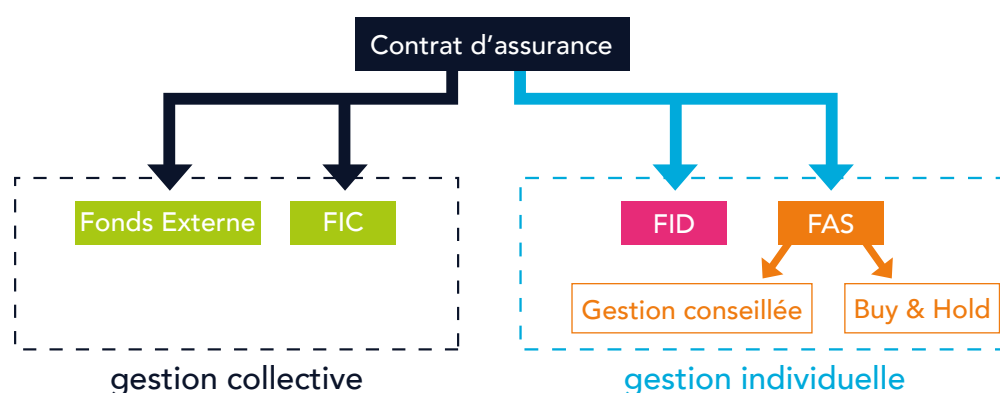 Contrat d’assurance
Fonds Externe
FIC
FID
FAS
Gestion conseillée
Buy & Hold
gestion collective
gestion individuelle